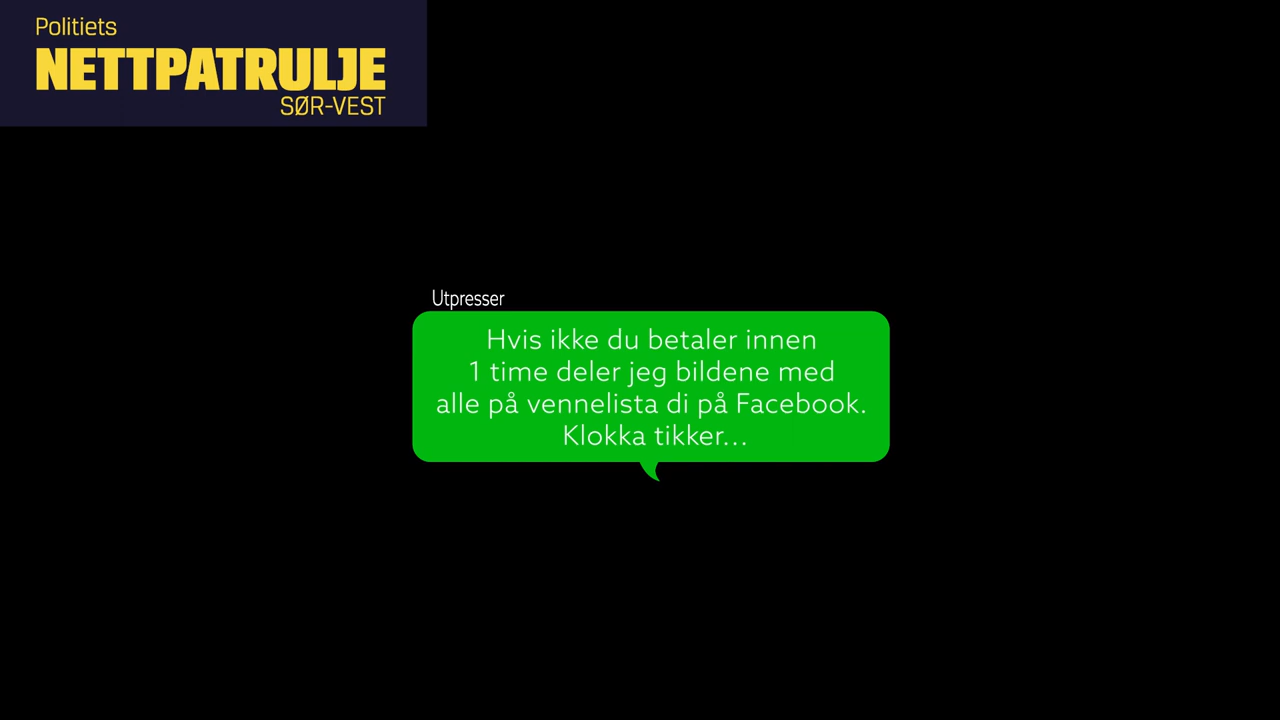 Politiets
NETTPATRULJE
SØR-VEST
Utpresser
Hvis ikke du betaler innen
1 time deler jeg bildene med
alle på vennelista di på Facebook.
Klokka tikker...